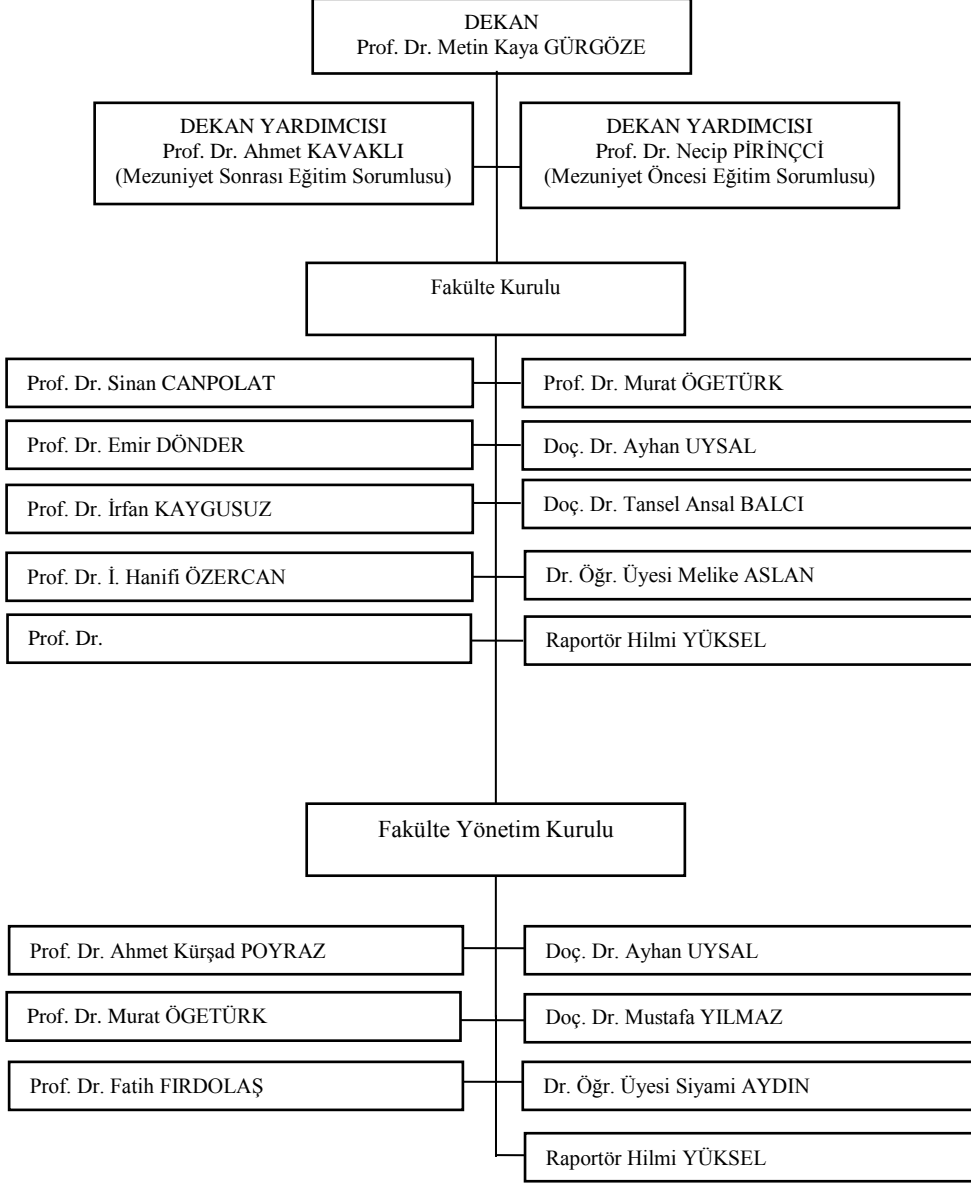 DEKAN
Prof. Dr. Metin Kaya GÜRGÖZE
DEKAN YARDIMCISI
Prof. Dr. Ahmet KAVAKLI
(Mezuniyet Sonrası Eğitim Sorumlusu)
DEKAN YARDIMCISI
Prof. Dr. Necip PİRİNÇCİ
(Mezuniyet Öncesi Eğitim Sorumlusu)
Fakülte Kurulu
Prof. Dr. Sinan CANPOLAT
Prof. Dr. Murat ÖGETÜRK
Prof. Dr. Emir DÖNDER
Doç. Dr. Ayhan UYSAL
Prof. Dr. İrfan KAYGUSUZ
Doç. Dr. Tansel Ansal BALCI
Prof. Dr. İ. Hanifi ÖZERCAN
Dr. Öğr. Üyesi Melike ASLAN
Prof. Dr.
Raportör Hilmi YÜKSEL
Fakülte Yönetim Kurulu
Prof. Dr. Ahmet Kürşad POYRAZ
Doç. Dr. Ayhan UYSAL
Prof. Dr. Murat ÖGETÜRK
Doç. Dr. Mustafa YILMAZ
Prof. Dr. Fatih FIRDOLAŞ
Dr. Öğr. Üyesi Siyami AYDIN
Raportör Hilmi YÜKSEL